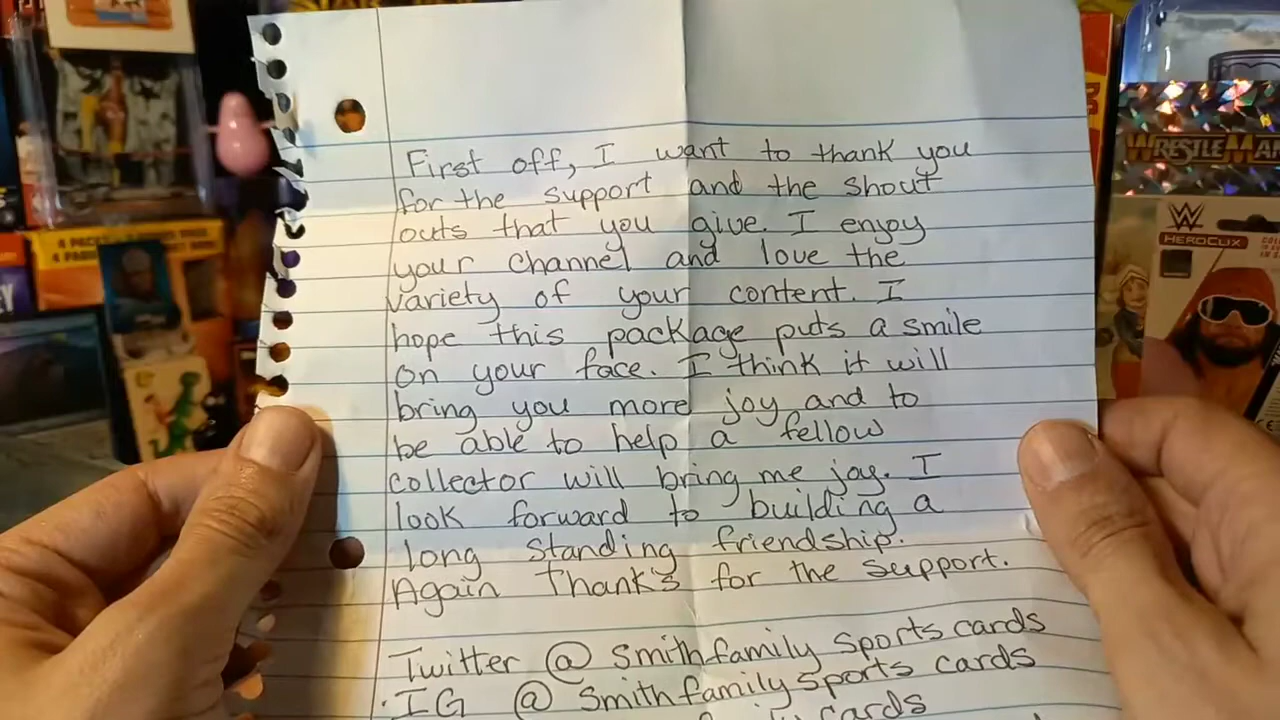 First off, I want to thank you
for the support and the shout
outs that you give. I enjoy
your channel and love the
variety of your content. I
hope this package puts a smile
on your face. I think it will
bring you more joy and to
be able to help a fellow
collector will bring me joy. I
look forward to building a
long standing friendship.
Again Thank's for the support.
Twitter @ Smithfamily sports cards
IG @ Smithfamily sports cards
cards
WRESTLEMAN
W
HEROCLIX